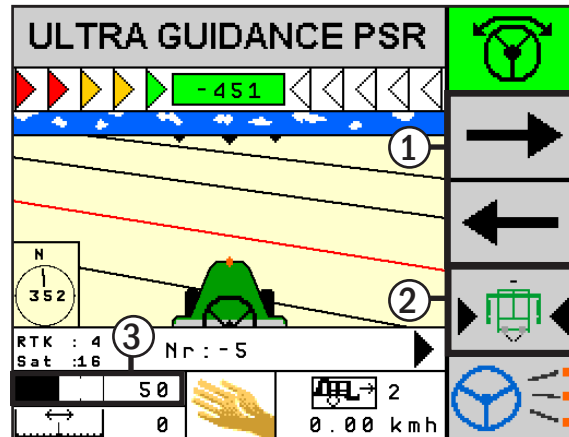 ULTRA GUIDANCE PSR
-451
1
N
352
2
RTK : 4
Sat :16
3
Nr:-5
50
2
0
0.00 kmh